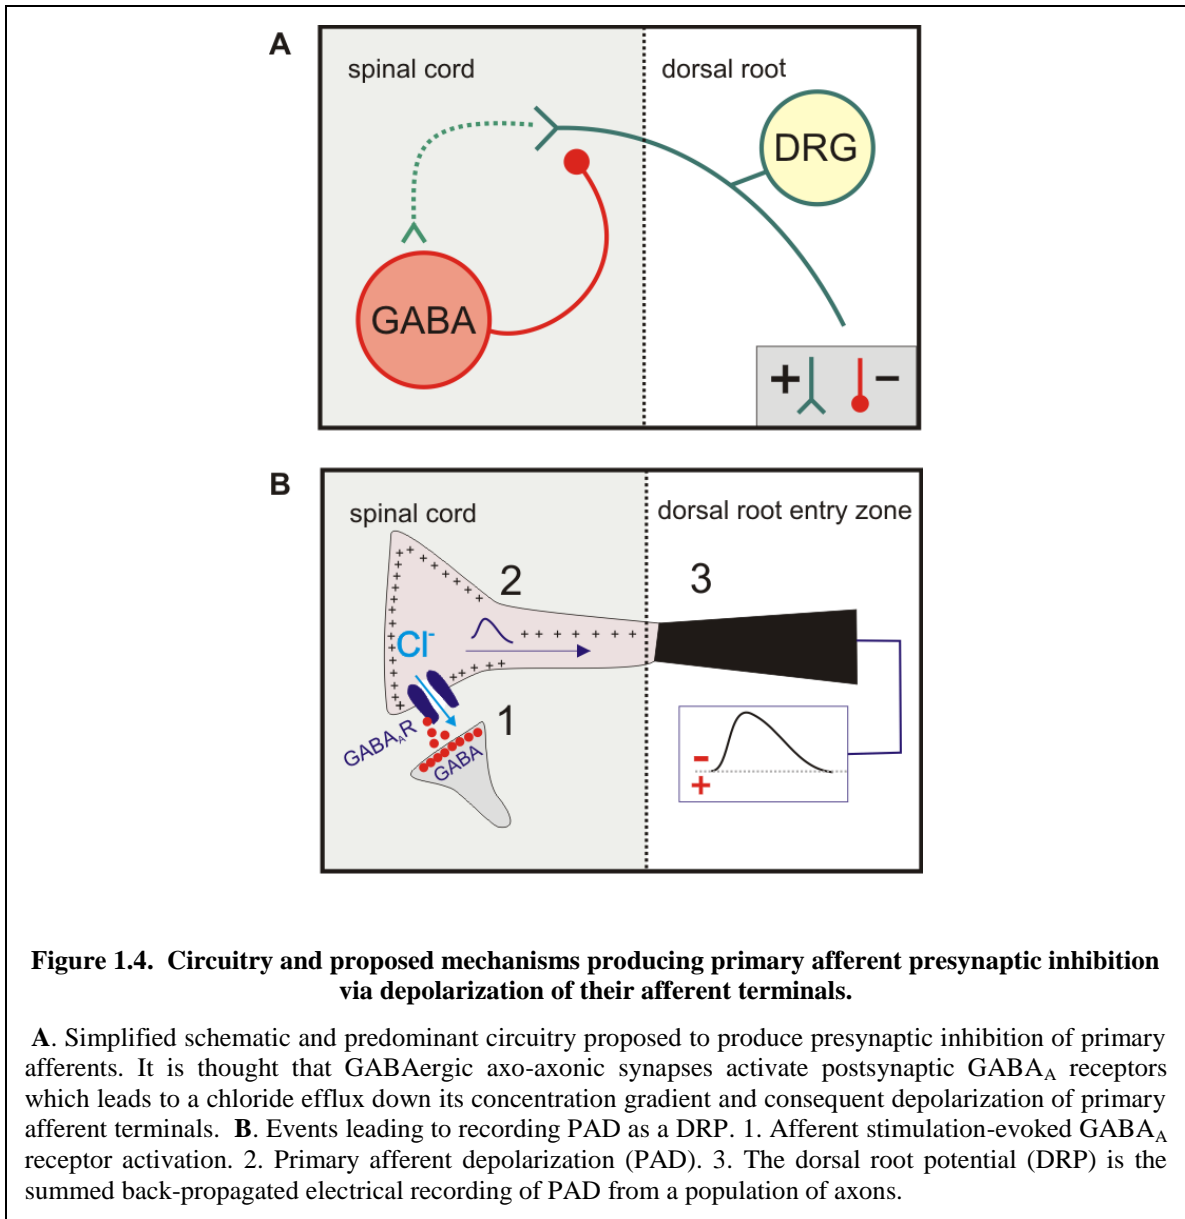 A
spinal cord
dorsal root
DRG
GABA
+ −
B
spinal cord
dorsal root entry zone
2
3
Cl-
1
GABAAR
GABA
-
+
Figure 1.4. Circuitry and proposed mechanisms producing primary afferent presynaptic inhibition
via depolarization of their afferent terminals.
A. Simplified schematic and predominant circuitry proposed to produce presynaptic inhibition of primary
afferents. It is thought that GABAergic axo-axonic synapses activate postsynaptic GABAA receptors
which leads to a chloride efflux down its concentration gradient and consequent depolarization of primary
afferent terminals. B. Events leading to recording PAD as a DRP. 1. Afferent stimulation-evoked GABAA
receptor activation. 2. Primary afferent depolarization (PAD). 3. The dorsal root potential (DRP) is the
summed back-propagated electrical recording of PAD from a population of axons.